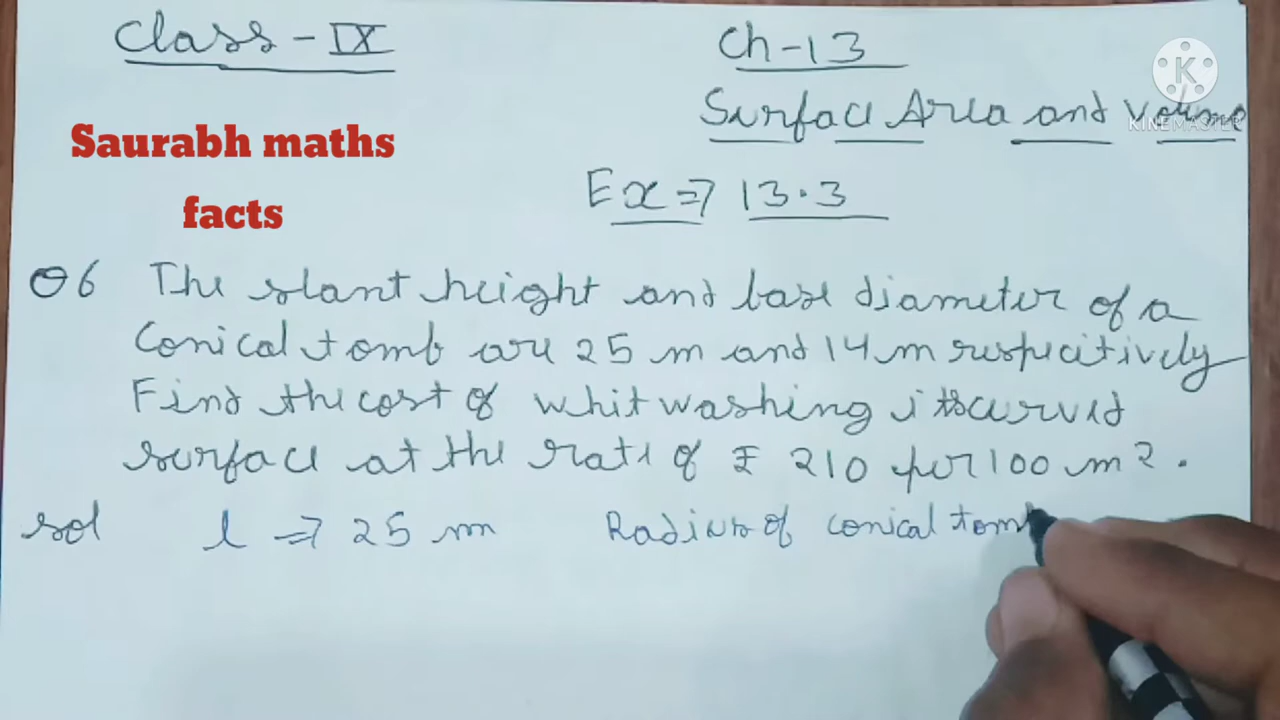 Class - IX
Ch-13
Surface Area and Volume
K
KINEMASTER
Saurabh maths
facts
Ex => 13.3
Q6 The slant height and base diameter of a
Conical tomb are 25 m and 14 m respecitively
Find the cost of whitwashing its curved
surface at the rate of ₹ 210 per 100 m².
sol l => 25 m Radius of conical tomb